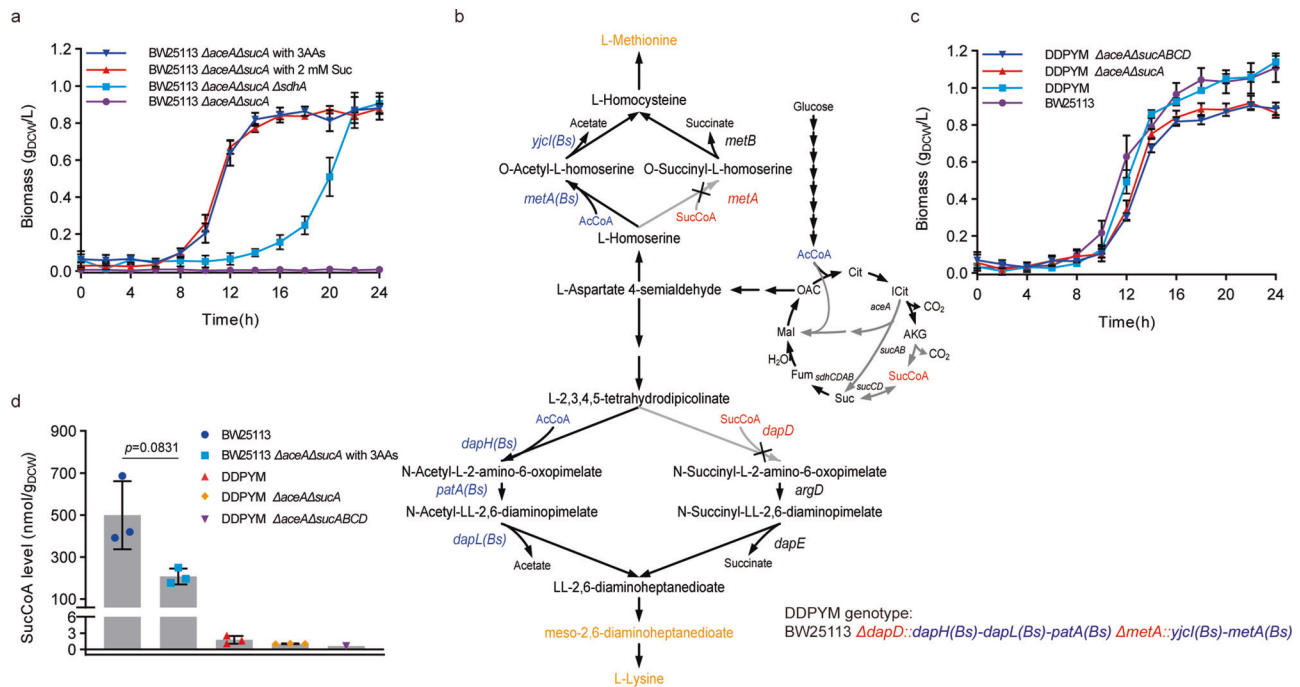 a
Biomass (gDCW/L)
1.2
1.0
0.8
0.6
0.4
0.2
0.0
0 4 8 12 16 20 24
Time(h)
BW25113 ΔaceAΔsucA with 3AAs
BW25113 ΔaceAΔsucA with 2 mM Suc
BW25113 ΔaceAΔsucA ΔsdhA
BW25113 ΔaceAΔsucA
b
L-Methionine
L-Homocysteine
Acetate
Succinate
yjcI(Bs)
metB
O-Acetyl-L-homoserine
O-Succinyl-L-homoserine
metA(Bs)
metA
AcCoA
SucCoA
L-Homoserine
L-Aspartate 4-semialdehyde
Glucose
AcCoA
OAC
Cit
ICit
aceA
CO2
AKG
Mal
sucAB
CO2
H2O
Fum
sdhCDAB
SucCoA
sucCD
Suc
L-2,3,4,5-tetrahydrodipicolinate
AcCoA
SucCoA
dapH(Bs)
dapD
N-Acetyl-L-2-amino-6-oxopimelate
N-Succinyl-L-2-amino-6-oxopimelate
patA(Bs)
argD
N-Acetyl-LL-2,6-diaminopimelate
N-Succinyl-LL-2,6-diaminopimelate
dapL(Bs)
dapE
Acetate
Succinate
LL-2,6-diaminoheptanedioate
meso-2,6-diaminoheptanedioate
L-Lysine
DDPYM genotype:
BW25113 ΔdapD::dapH(Bs)-dapL(Bs)-patA(Bs) ΔmetA::yjcI(Bs)-metA(Bs)
c
Biomass (gDCW/L)
1.2
1.0
0.8
0.6
0.4
0.2
0.0
0 4 8 12 16 20 24
Time(h)
DDPYM ΔaceAΔsucABCD
DDPYM ΔaceAΔsucA
DDPYM
BW25113
d
SucCoA level (nmol/gDCW)
900
700
500
300
100
6
3
0
p=0.0831
BW25113
BW25113 ΔaceAΔsucA with 3AAs
DDPYM
DDPYM ΔaceAΔsucA
DDPYM ΔaceAΔsucABCD